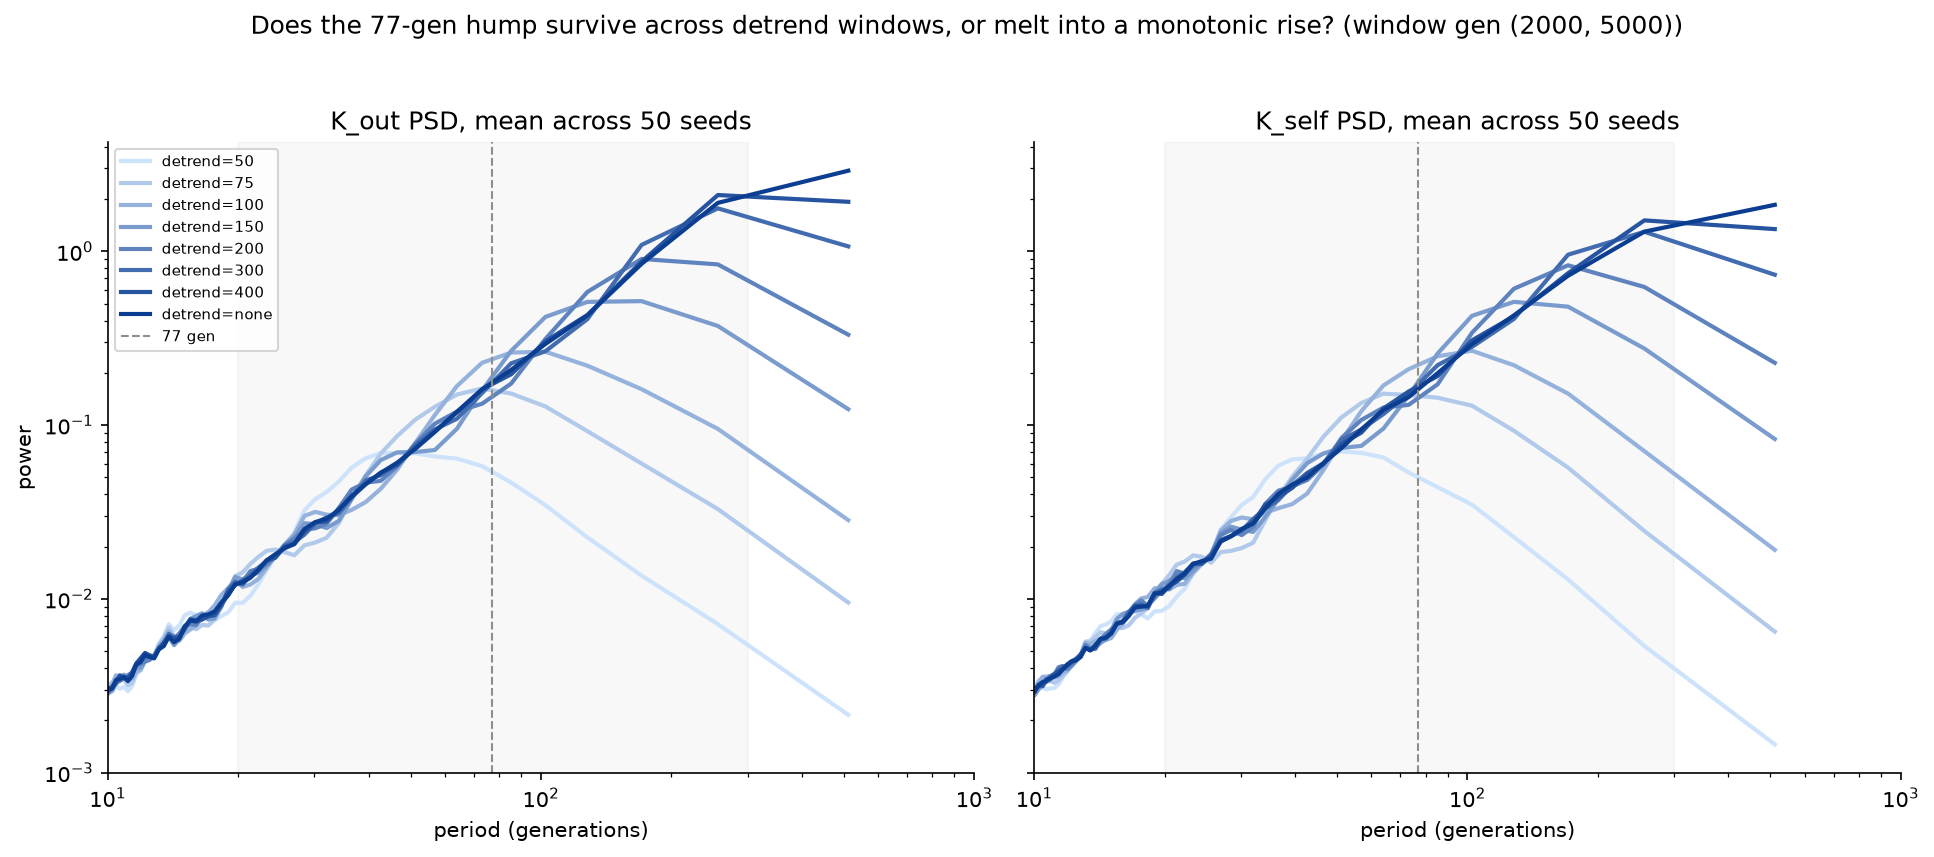 Does the 77-gen hump survive across detrend windows, or melt into a monotonic rise? (window gen (2000, 5000))
K_out PSD, mean across 50 seeds
K_self PSD, mean across 50 seeds
detrend=50
detrend=75
detrend=100
detrend=150
detrend=200
detrend=300
detrend=400
detrend=none
77 gen
power
10⁰
10⁻¹
10⁻²
10⁻³
10¹
10²
10³
10¹
10²
10³
period (generations)
period (generations)